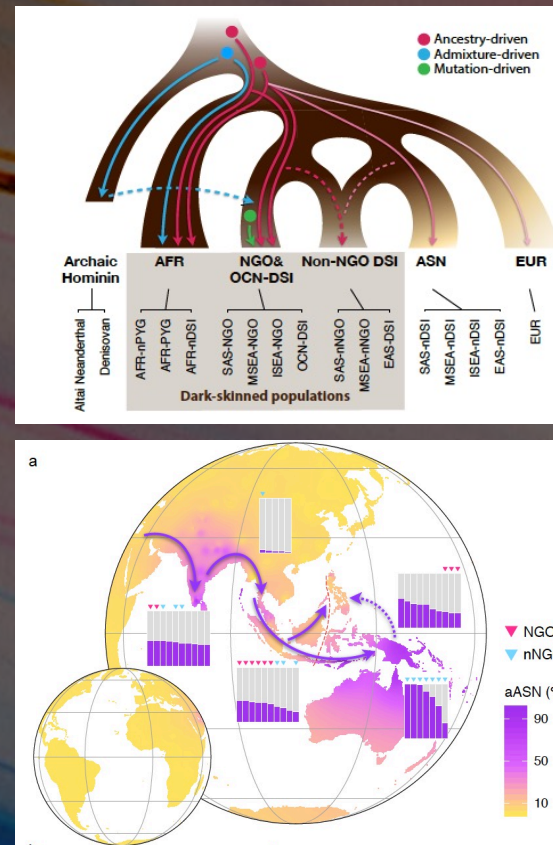 Ancestry-driven
Admixture-driven
Mutation-driven
Archaic Hominin
AFR
NGO& OCN-DSI
Non-NGO DSI
ASN
EUR
Altai Neanderthal
Denisovan
AFR-nPYG
AFR-PYG
AFR-nDSI
SAS-NGO
MSEA-NGO
ISEA-NGO
OCN-DSI
SAS-nNGO
MSEA-nNGO
EAS-DSI
SAS-nDSI
MSEA-nDSI
ISEA-nDSI
EAS-nDSI
EUR
Dark-skinned populations
a
NGO
nNG
aASN (%
90
50
10